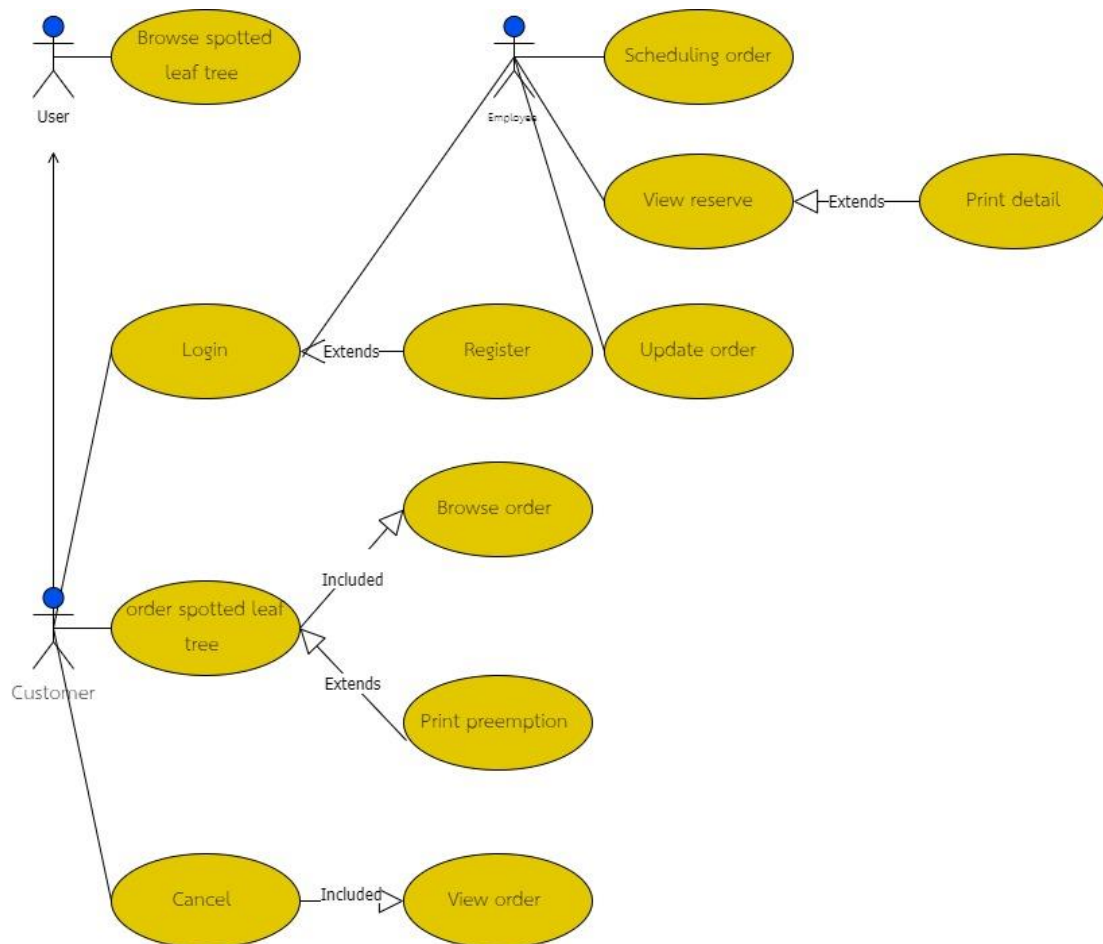 Browse spotted
leaf tree
User
Scheduling order
Employee
View reserve
Extends
Print detail
Login
Extends
Register
Update order
Browse order
Included
order spotted leaf
tree
Customer
Extends
Print preemption
Cancel
Included
View order